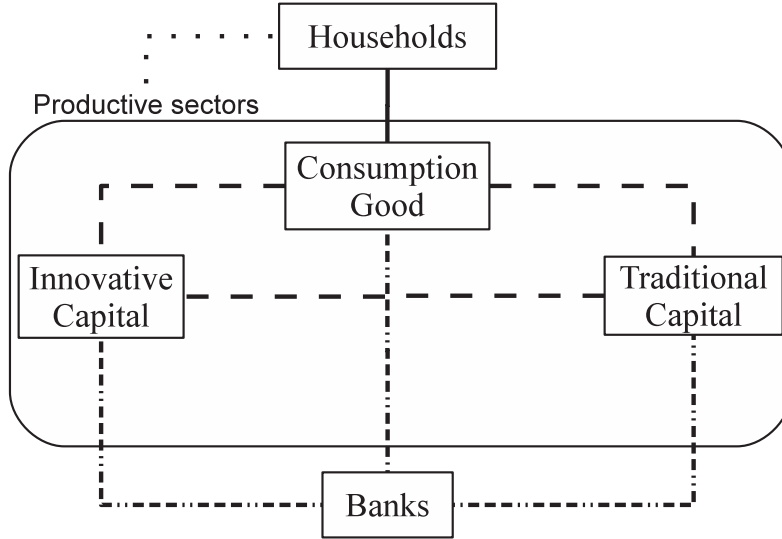 Households
Productive sectors
Consumption
Good
Innovative
Capital
Traditional
Capital
Banks